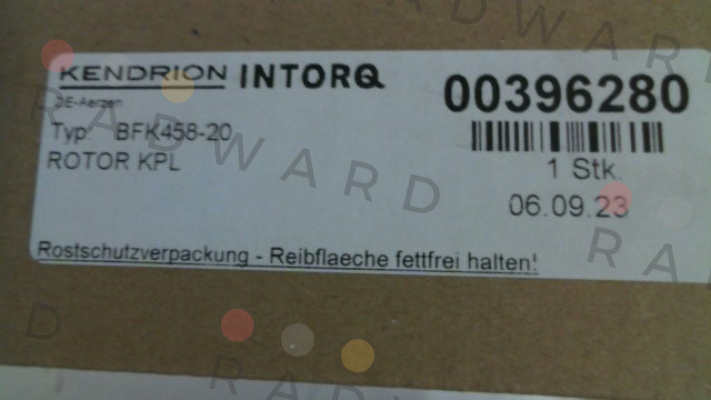 KENDRION INTORQ
DE-Aerzen
Typ: BFK458-20
ROTOR KPL
00396280
1 Stk.
06.09.23
Rostschutzverpackung - Reibflaeche fettfrei halten!
RADWARD
RADWARD